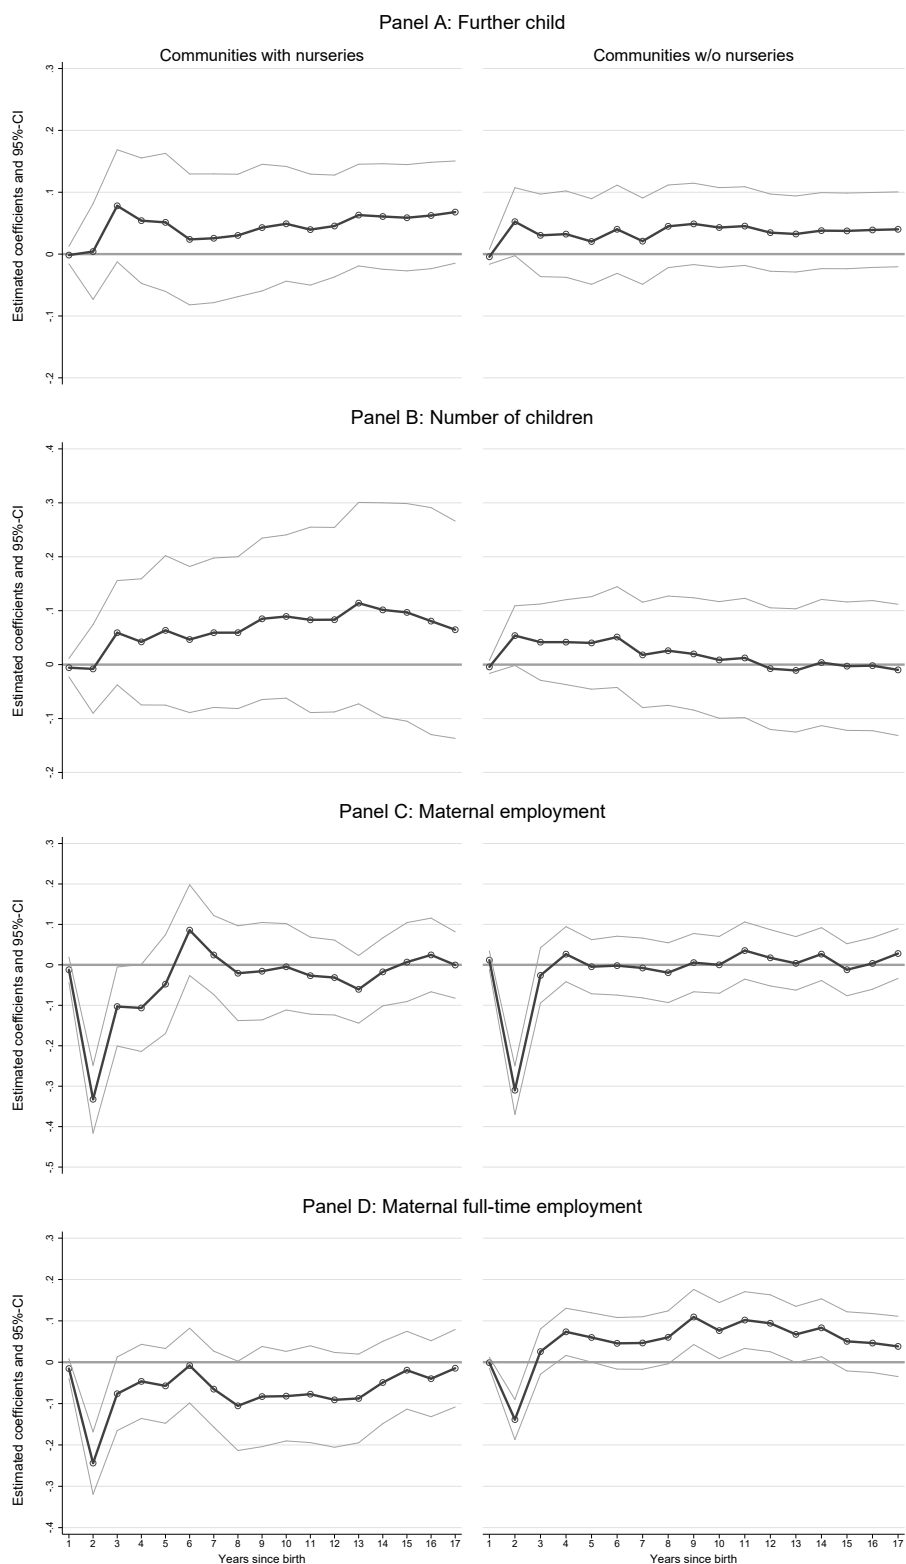 Panel A: Further child
Communities with nurseries
Communities w/o nurseries
Estimated coefficients and 95%-CI
.3
.2
.1
0
-.1
-.2
Panel B: Number of children
Estimated coefficients and 95%-CI
.4
.3
.2
.1
0
-.1
-.2
Panel C: Maternal employment
Estimated coefficients and 95%-CI
.3
.2
.1
0
-.1
-.2
-.3
-.4
-.5
Panel D: Maternal full-time employment
Estimated coefficients and 95%-CI
.3
.2
.1
0
-.1
-.2
-.3
-.4
1 2 3 4 5 6 7 8 9 10 11 12 13 14 15 16 17
1 2 3 4 5 6 7 8 9 10 11 12 13 14 15 16 17
Years since birth
Years since birth